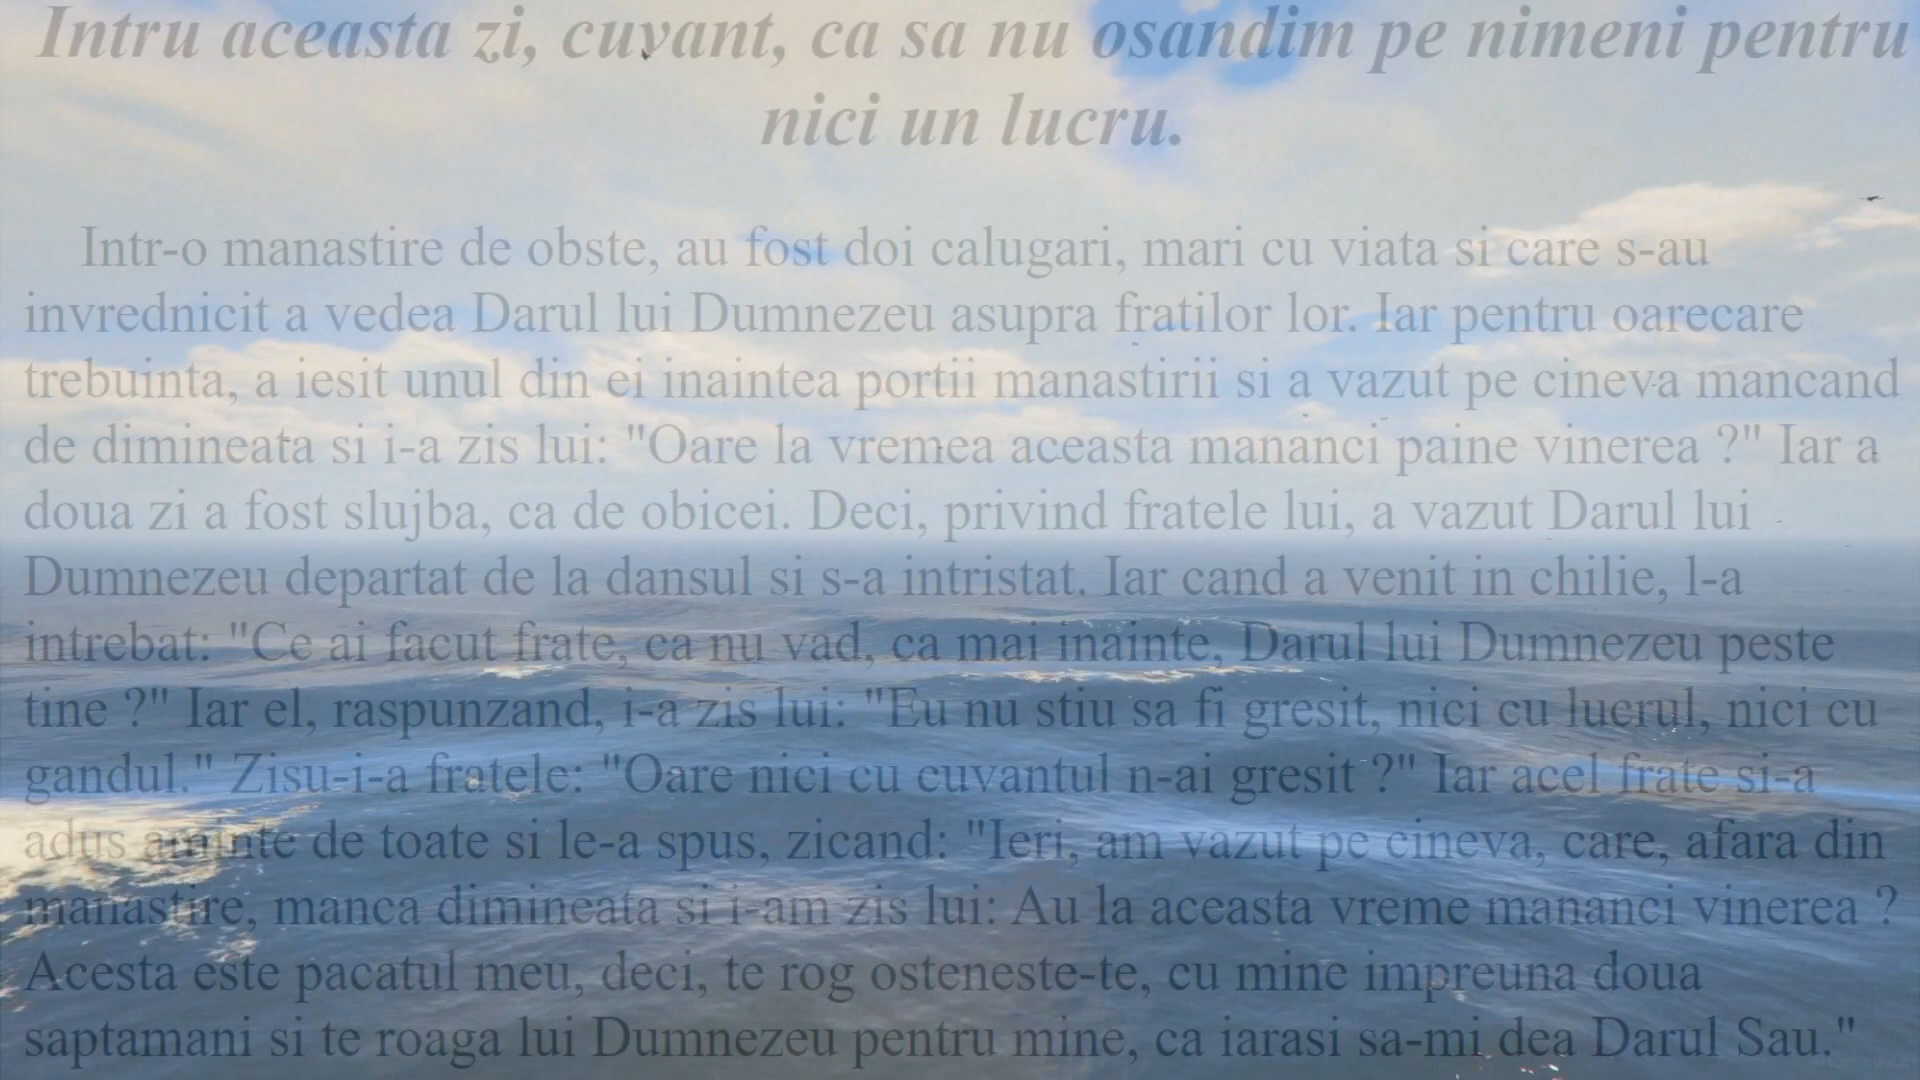 Intru aceasta zi, cuvant, ca sa nu osandim pe nimeni pentru
nici un lucru.
Intr-o manastire de obste, au fost doi calugari, mari cu viata si care s-au
invrednicit a vedea Darul lui Dumnezeu asupra fratilor lor. Iar pentru oarecare
trebuinta, a iesit unul din ei inaintea portii manastirii si a vazut pe cineva mancand
de dimineata si i-a zis lui: "Oare la vremea aceasta mananci paine vinerea ?" Iar a
doua zi a fost slujba, ca de obicei. Deci, privind fratele lui, a vazut Darul lui
Dumnezeu departat de la dansul si s-a intristat. Iar cand a venit in chilie, l-a
intrebat: "Ce ai facut frate, ca nu vad, ca mai inainte, Darul lui Dumnezeu peste
tine ?" Iar el, raspunzand, i-a zis lui: "Eu nu stiu sa fi gresit, nici cu lucrul, nici cu
gandul." Zisu-i-a fratele: "Oare nici cu cuvantul n-ai gresit ?" Iar acel frate si-a
adus aminte de toate si le-a spus, zicand: "Ieri, am vazut pe cineva, care, afara din
manastire, manca dimineata si i-am zis lui: Au la aceasta vreme mananci vinerea ?
Acesta este pacatul meu, deci, te rog osteneste-te, cu mine impreuna doua
saptamani si te roaga lui Dumnezeu pentru mine, ca iarasi sa-mi dea Darul Sau."